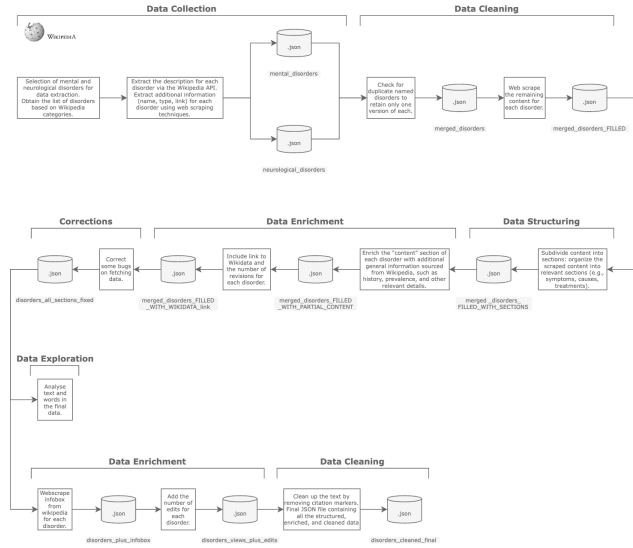 Data Collection
Data Cleaning
WIKIPEDIA
.json
mental_disorders
Selection of mental and
neurological disorders for
data extraction.
Obtain the list of disorders
based on Wikipedia
categories.
Extract the description for each
disorder via the Wikipedia API.
Extract additional information
(name, type, link) for each
disorder using web scraping
techniques.
.json
neurological_disorders
Check for
duplicate named
disorders to
retain only one
version of each.
.json
merged_disorders
Web scrape
the remaining
content for
each disorder.
.json
merged_disorders_FILLED
Corrections
Data Enrichment
Data Structuring
.json
disorders_all_sections_fixed
Correct
some bugs
on fetching
data.
.json
merged_disorders_FILLED
_WITH_WIKIDATA_link
Include link to
Wikidata and
the number of
revisions for
each disorder.
.json
merged_disorders_FILLED
_WITH_PARTIAL_CONTENT
Enrich the "content" section of
each disorder with additional
general information sourced
from Wikipedia, such as
history, prevalence, and other
relevant details.
.json
merged _disorders_
FILLED_WITH_SECTIONS
Subdivide content into
sections: organize the
scraped content into
relevant sections (e.g.,
symptoms, causes,
treatments).
Data Exploration
Analyse
text and
words in the
final data.
Data Enrichment
Data Cleaning
Webscrape
infobox
from
wikipedia
for each
disorder.
.json
disorders_plus_infobox
Add the
number of
edits for
each
disorder.
.json
disorders_views_plus_edits
Clean up the text by
removing citation markers.
Final JSON file containing
all the structured,
enriched, and cleaned data
.json
disorders_cleaned_final